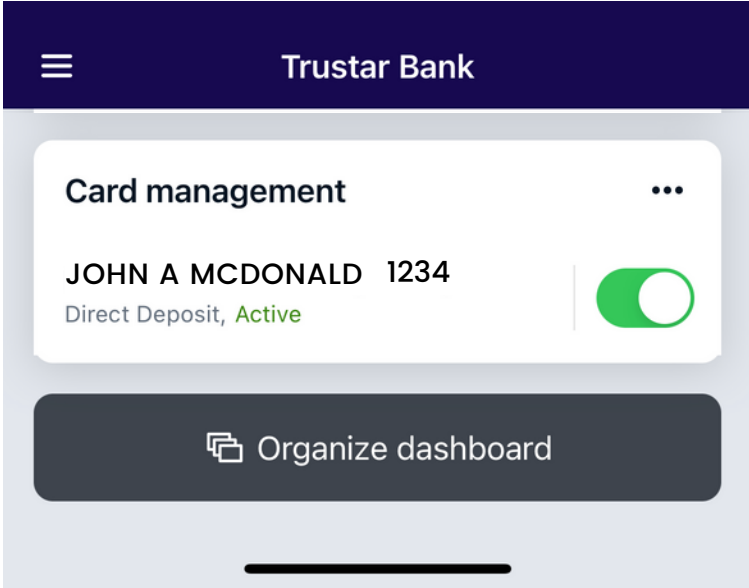 Trustar Bank
Card management
JOHN A MCDONALD 1234
Direct Deposit, Active
Organize dashboard